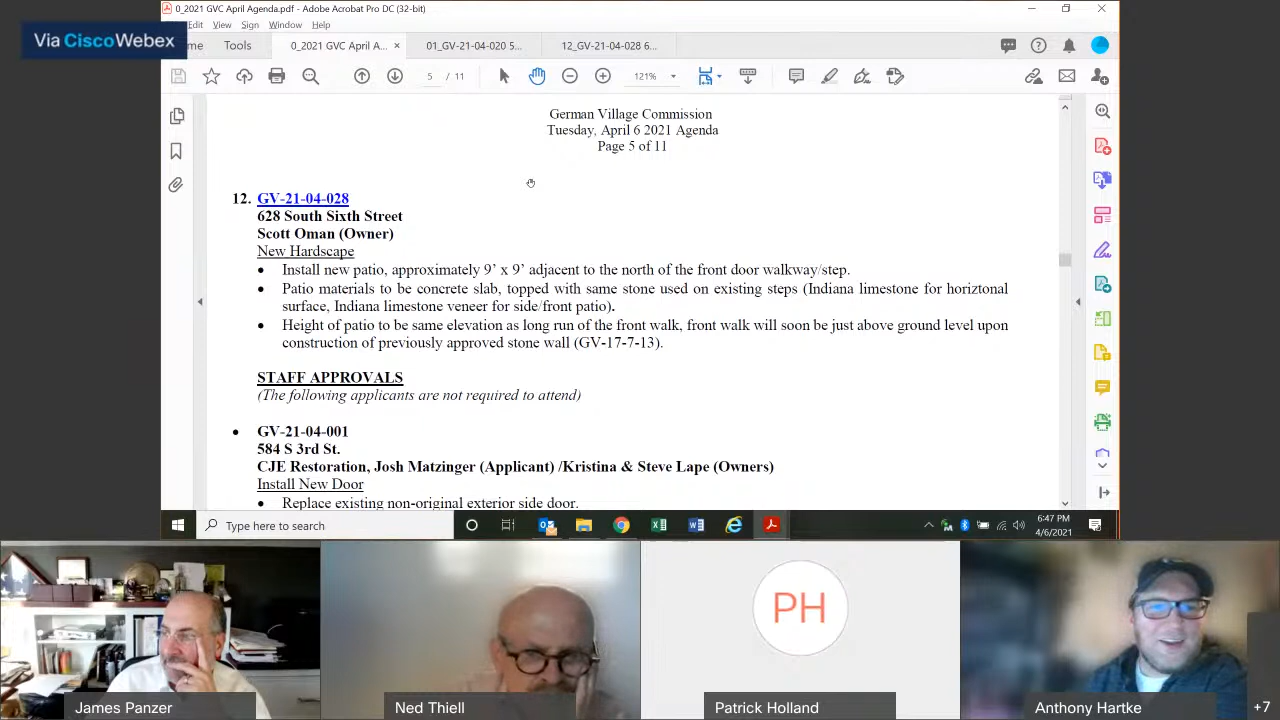 0_2021 GVC April Agenda.pdf - Adobe Acrobat Pro DC (32-bit)
Edit View Sign Window Help
Via CiscoWebex
me Tools 0_2021 GVC April A... × 01_GV-21-04-020 5... 12_GV-21-04-028 6...
5 / 11 121%
German Village Commission
Tuesday, April 6 2021 Agenda
Page 5 of 11
12. GV-21-04-028
628 South Sixth Street
Scott Oman (Owner)
New Hardscape
• Install new patio, approximately 9’ x 9’ adjacent to the north of the front door walkway/step.
• Patio materials to be concrete slab, topped with same stone used on existing steps (Indiana limestone for horiztonal
surface, Indiana limestone veneer for side/front patio).
• Height of patio to be same elevation as long run of the front walk, front walk will soon be just above ground level upon
construction of previously approved stone wall (GV-17-7-13).
STAFF APPROVALS
(The following applicants are not required to attend)
• GV-21-04-001
584 S 3rd St.
CJE Restoration, Josh Matzinger (Applicant) /Kristina & Steve Lape (Owners)
Install New Door
• Replace existing non-original exterior side door.
Type here to search
6:47 PM
4/6/2021
PH
James Panzer
Ned Thiell
Patrick Holland
Anthony Hartke
+7